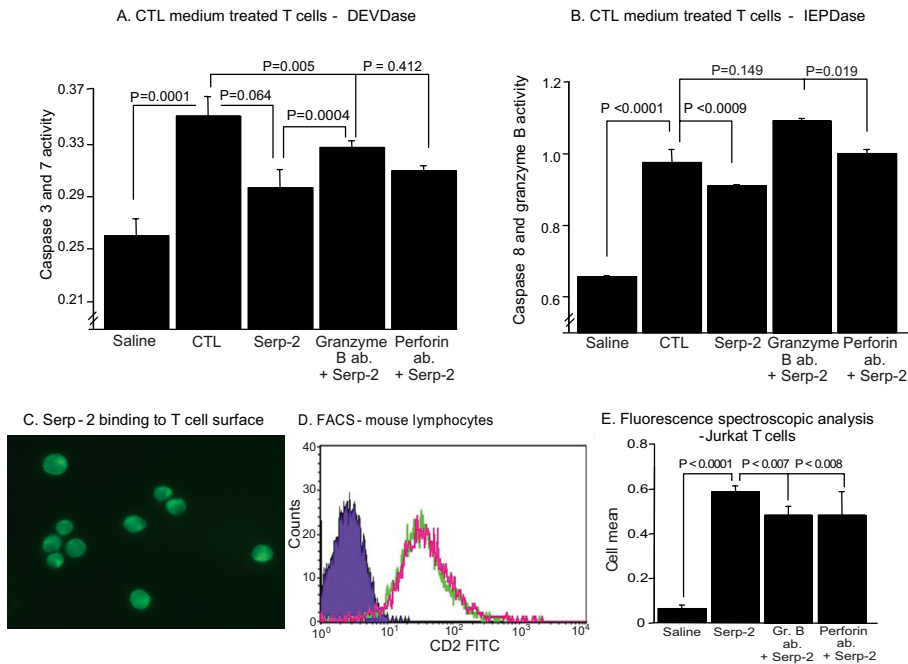 A. CTL medium treated T cells - DEVDase
Caspase 3 and 7 activity
0.37
0.33
0.29
0.25
0.21
P=0.0001
P=0.005
P=0.064
P=0.0004
P = 0.412
Saline
CTL
Serp-2
Granzyme
B ab.
+ Serp-2
Perforin
ab.
+ Serp-2
B. CTL medium treated T cells - IEPDase
Caspase 8 and granzyme B activity
1.2
1.0
0.8
0.6
P <0.0001
P=0.149
P <0.0009
P=0.019
Saline
CTL
Serp-2
Granzyme
B ab.
+ Serp-2
Perforin
ab.
+ Serp-2
C. Serp-2 binding to T cell surface
D. FACS-mouse lymphocytes
Counts
40
30
20
10
0
10⁰
10¹
10²
10³
10⁴
CD2 FITC
E. Fluorescence spectroscopic analysis
-Jurkat T cells
Cell mean
0.8
0.6
0.4
0.2
0
P <0.0001
P <0.007
P <0.008
Saline
Serp-2
Gr. B
ab.
+ Serp-2
Perforin
ab.
+ Serp-2